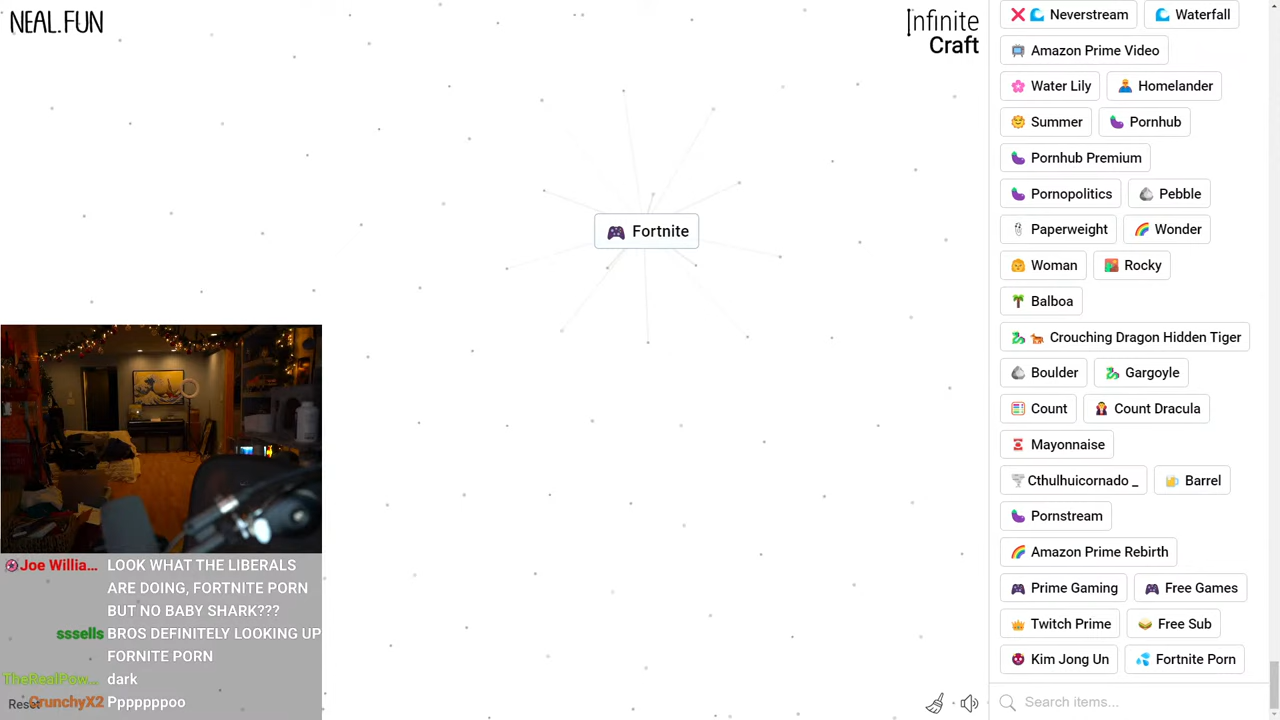 NEAL.FUN
Infinite
Craft
Fortnite
Neverstream Waterfall
Amazon Prime Video
Water Lily Homelander
Summer Pornhub
Pornhub Premium
Pornopolitics Pebble
Paperweight Wonder
Woman Rocky
Balboa
Crouching Dragon Hidden Tiger
Boulder Gargoyle
Count Count Dracula
Mayonnaise
Cthulhuicornado _ Barrel
Pornstream
Amazon Prime Rebirth
Prime Gaming Free Games
Twitch Prime Free Sub
Kim Jong Un Fortnite Porn
Search items...
Joe Willia... LOOK WHAT THE LIBERALS
ARE DOING, FORTNITE PORN
BUT NO BABY SHARK???
sssells BROS DEFINITELY LOOKING UP
FORNITE PORN
TheRealPow... dark
CrunchyX2 Pppppppoo
Reset